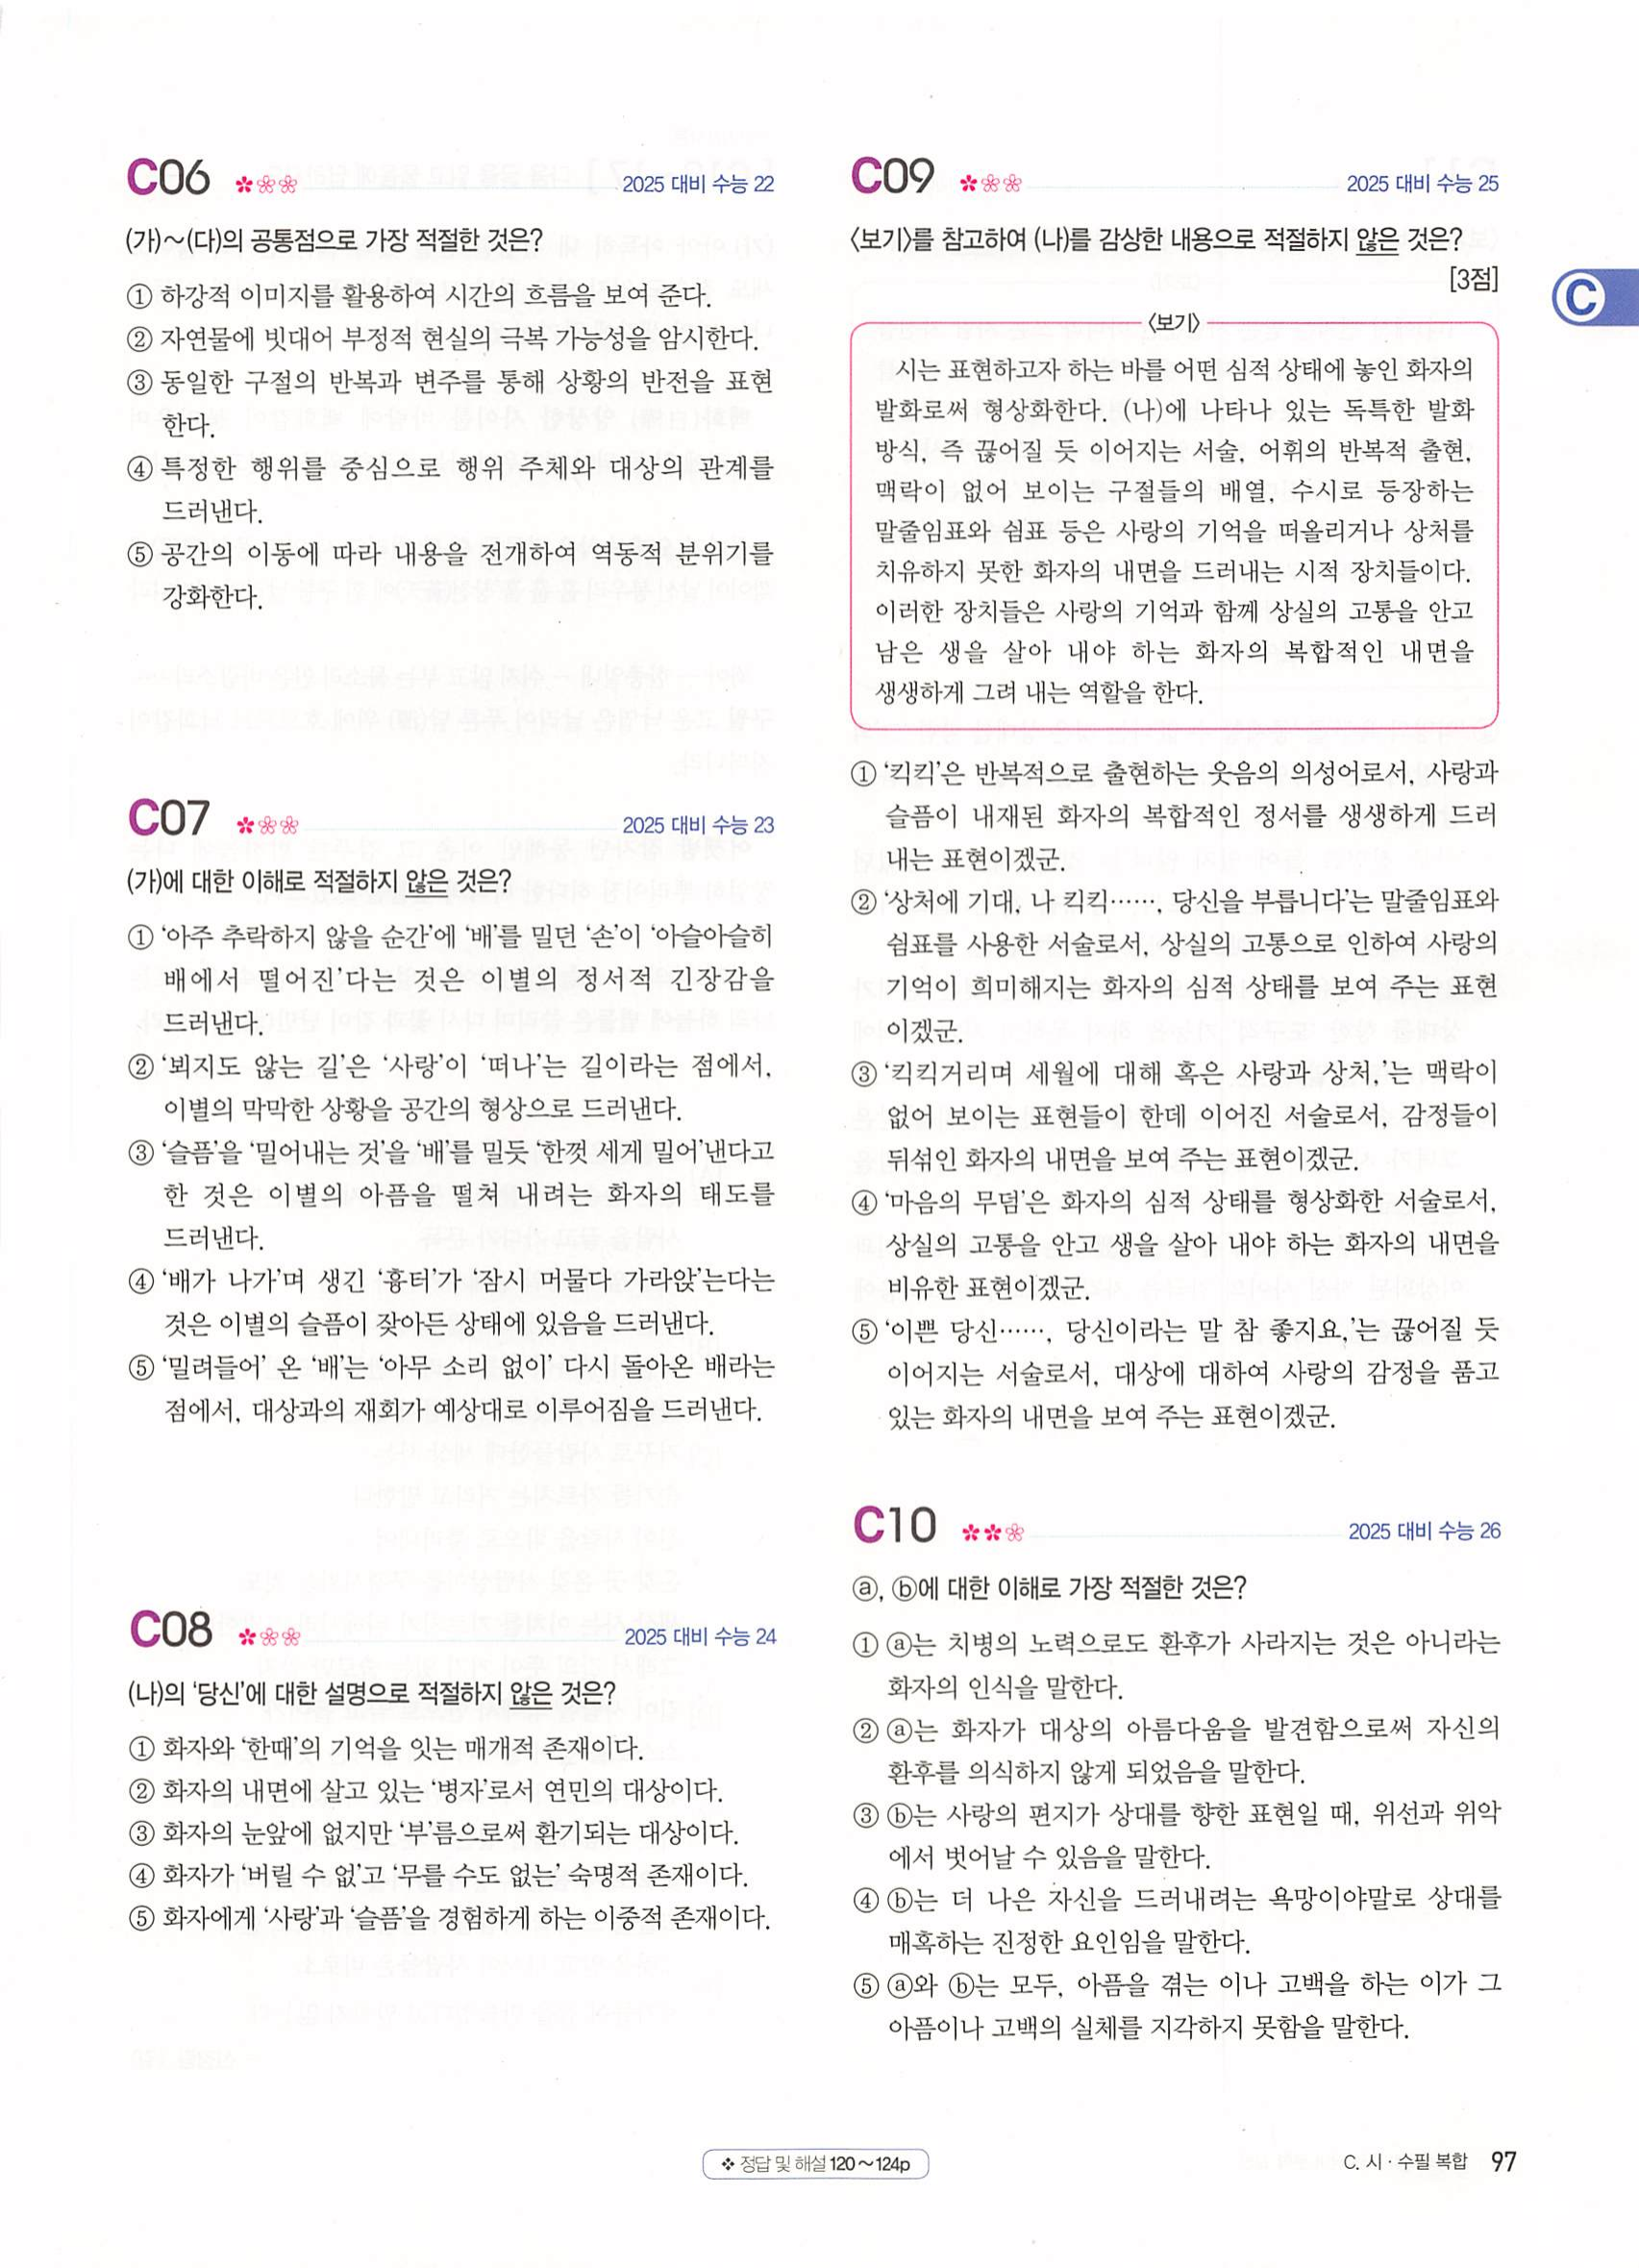 C06 2025 대비 수능 22
(가)~(다)의 공통점으로 가장 적절한 것은?
① 하강적 이미지를 활용하여 시간의 흐름을 보여 준다.
② 자연물에 빗대어 부정적 현실의 극복 가능성을 암시한다.
③ 동일한 구절의 반복과 변주를 통해 상황의 반전을 표현
한다.
④ 특정한 행위를 중심으로 행위 주체와 대상의 관계를
드러낸다.
⑤ 공간의 이동에 따라 내용을 전개하여 역동적 분위기를
강화한다.
C07 2025 대비 수능 23
(가)에 대한 이해로 적절하지 않은 것은?
① ‘아주 추락하지 않을 순간’에 ‘배’를 밀던 ‘손’이 ‘아슬아슬히
배에서 떨어진’다는 것은 이별의 정서적 긴장감을
드러낸다.
② ‘뵈지도 않는 길’은 ‘사랑’이 ‘떠나’는 길이라는 점에서,
이별의 막막한 상황을 공간의 형상으로 드러낸다.
③ ‘슬픔’을 ‘밀어내는 것’을 ‘배’를 밀듯 ‘한껏 세게 밀어’낸다고
한 것은 이별의 아픔을 떨쳐 내려는 화자의 태도를
드러낸다.
④ ‘배가 나가’며 생긴 ‘흉터’가 ‘잠시 머물다 가라앉’는다는
것은 이별의 슬픔이 잦아든 상태에 있음을 드러낸다.
⑤ ‘밀려들어’ 온 ‘배’는 ‘아무 소리 없이’ 다시 돌아온 배라는
점에서, 대상과의 재회가 예상대로 이루어짐을 드러낸다.
C08 2025 대비 수능 24
(나)의 ‘당신’에 대한 설명으로 적절하지 않은 것은?
① 화자와 ‘한때’의 기억을 잇는 매개적 존재이다.
② 화자의 내면에 살고 있는 ‘병자’로서 연민의 대상이다.
③ 화자의 눈앞에 없지만 ‘부’름으로써 환기되는 대상이다.
④ 화자가 ‘버릴 수 없’고 ‘무를 수도 없는’ 숙명적 존재이다.
⑤ 화자에게 ‘사랑’과 ‘슬픔’을 경험하게 하는 이중적 존재이다.
C09 2025 대비 수능 25
〈보기〉를 참고하여 (나)를 감상한 내용으로 적절하지 않은 것은?
[3점]
〈보기〉
시는 표현하고자 하는 바를 어떤 심적 상태에 놓인 화자의
발화로써 형상화한다. (나)에 나타나 있는 독특한 발화
방식, 즉 끊어질 듯 이어지는 서술, 어휘의 반복적 출현,
맥락이 없어 보이는 구절들의 배열, 수시로 등장하는
말줄임표와 쉼표 등은 사랑의 기억을 떠올리거나 상처를
치유하지 못한 화자의 내면을 드러내는 시적 장치들이다.
이러한 장치들은 사랑의 기억과 함께 상실의 고통을 안고
남은 생을 살아 내야 하는 화자의 복합적인 내면을
생생하게 그려 내는 역할을 한다.
① ‘킥킥’은 반복적으로 출현하는 웃음의 의성어로서, 사랑과
슬픔이 내재된 화자의 복합적인 정서를 생생하게 드러
내는 표현이겠군.
② ‘상처에 기대, 나 킥킥……, 당신을 부릅니다’는 말줄임표와
쉼표를 사용한 서술로서, 상실의 고통으로 인하여 사랑의
기억이 희미해지는 화자의 심적 상태를 보여 주는 표현
이겠군.
③ ‘킥킥거리며 세월에 대해 혹은 사랑과 상처,’는 맥락이
없어 보이는 표현들이 한데 이어진 서술로서, 감정들이
뒤섞인 화자의 내면을 보여 주는 표현이겠군.
④ ‘마음의 무덤’은 화자의 심적 상태를 형상화한 서술로서,
상실의 고통을 안고 생을 살아 내야 하는 화자의 내면을
비유한 표현이겠군.
⑤ ‘이쁜 당신……, 당신이라는 말 참 좋지요,’는 끊어질 듯
이어지는 서술로서, 대상에 대하여 사랑의 감정을 품고
있는 화자의 내면을 보여 주는 표현이겠군.
C10 2025 대비 수능 26
ⓐ, ⓑ에 대한 이해로 가장 적절한 것은?
① ⓐ는 치병의 노력으로도 환후가 사라지는 것은 아니라는
화자의 인식을 말한다.
② ⓐ는 화자가 대상의 아름다움을 발견함으로써 자신의
환후를 의식하지 않게 되었음을 말한다.
③ ⓑ는 사랑의 편지가 상대를 향한 표현일 때, 위선과 위악
에서 벗어날 수 있음을 말한다.
④ ⓑ는 더 나은 자신을 드러내려는 욕망이야말로 상대를
매혹하는 진정한 요인임을 말한다.
⑤ ⓐ와 ⓑ는 모두, 아픔을 겪는 이나 고백을 하는 이가 그
아픔이나 고백의 실체를 지각하지 못함을 말한다.
C
❖ 정답 및 해설 120~124p
C. 시·수필 복합 97